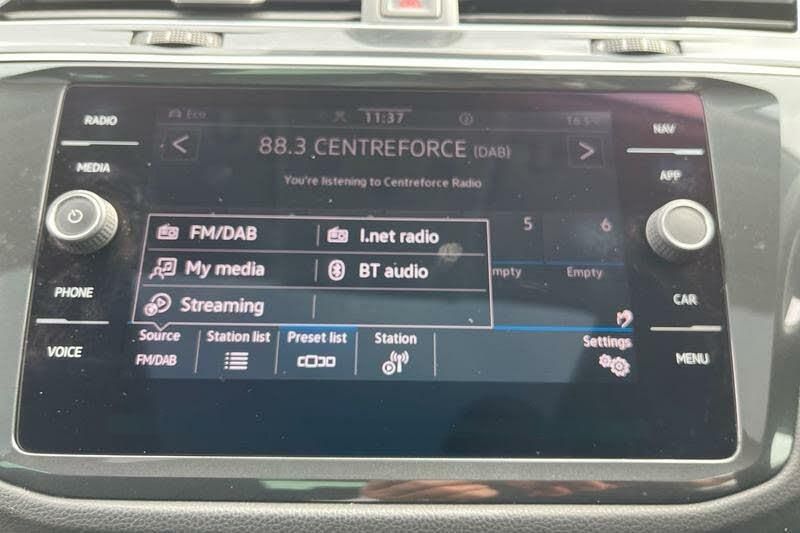 RADIO
MEDIA
PHONE
VOICE
NAV
APP
CAR
MENU
Eco 11:37 16.5
88.3 CENTREFORCE (DAB)
You're listening to Centreforce Radio
FM/DAB I.net radio
My media BT audio
Streaming
5 6
mpty Empty
Source Station list Preset list Station Settings
FM/DAB